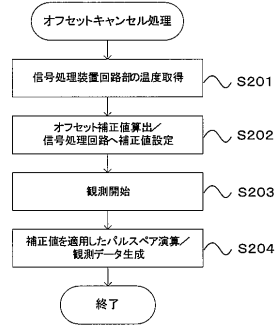 オフセットキャンセル処理
信号処理装置回路部の温度取得
S201
オフセット補正値算出/
信号処理回路へ補正値設定
S202
観測開始
S203
補正値を適用したパルスペア演算/
観測データ生成
S204
終了